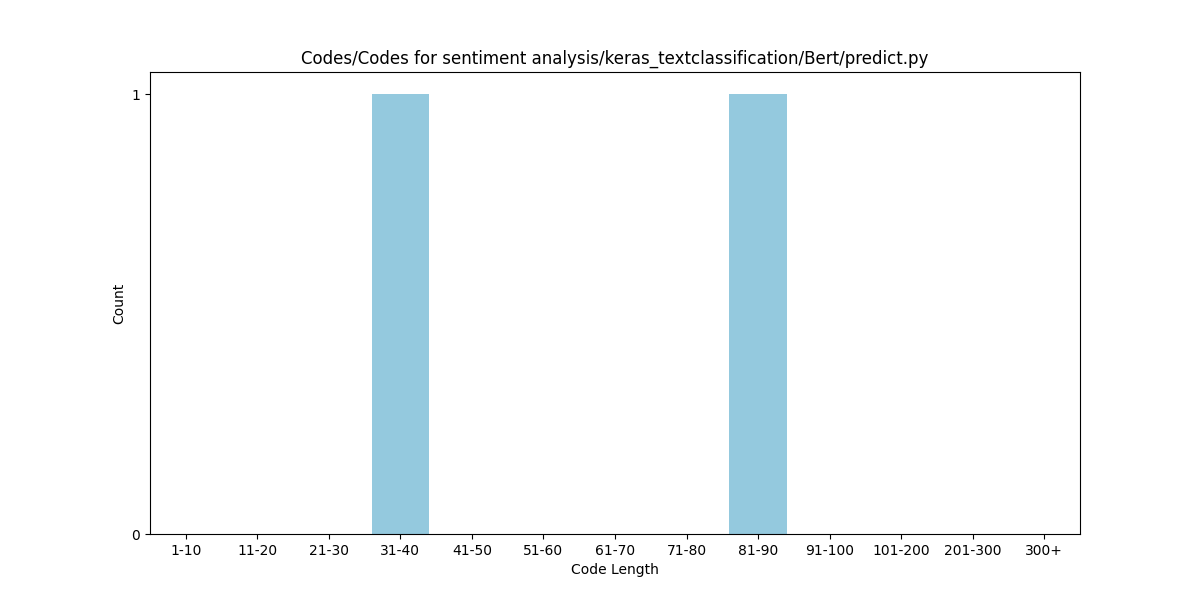 Codes/Codes for sentiment analysis/keras_textclassification/Bert/predict.py
1
Count
0
1-10 11-20 21-30 31-40 41-50 51-60 61-70 71-80 81-90 91-100 101-200 201-300 300+
Code Length